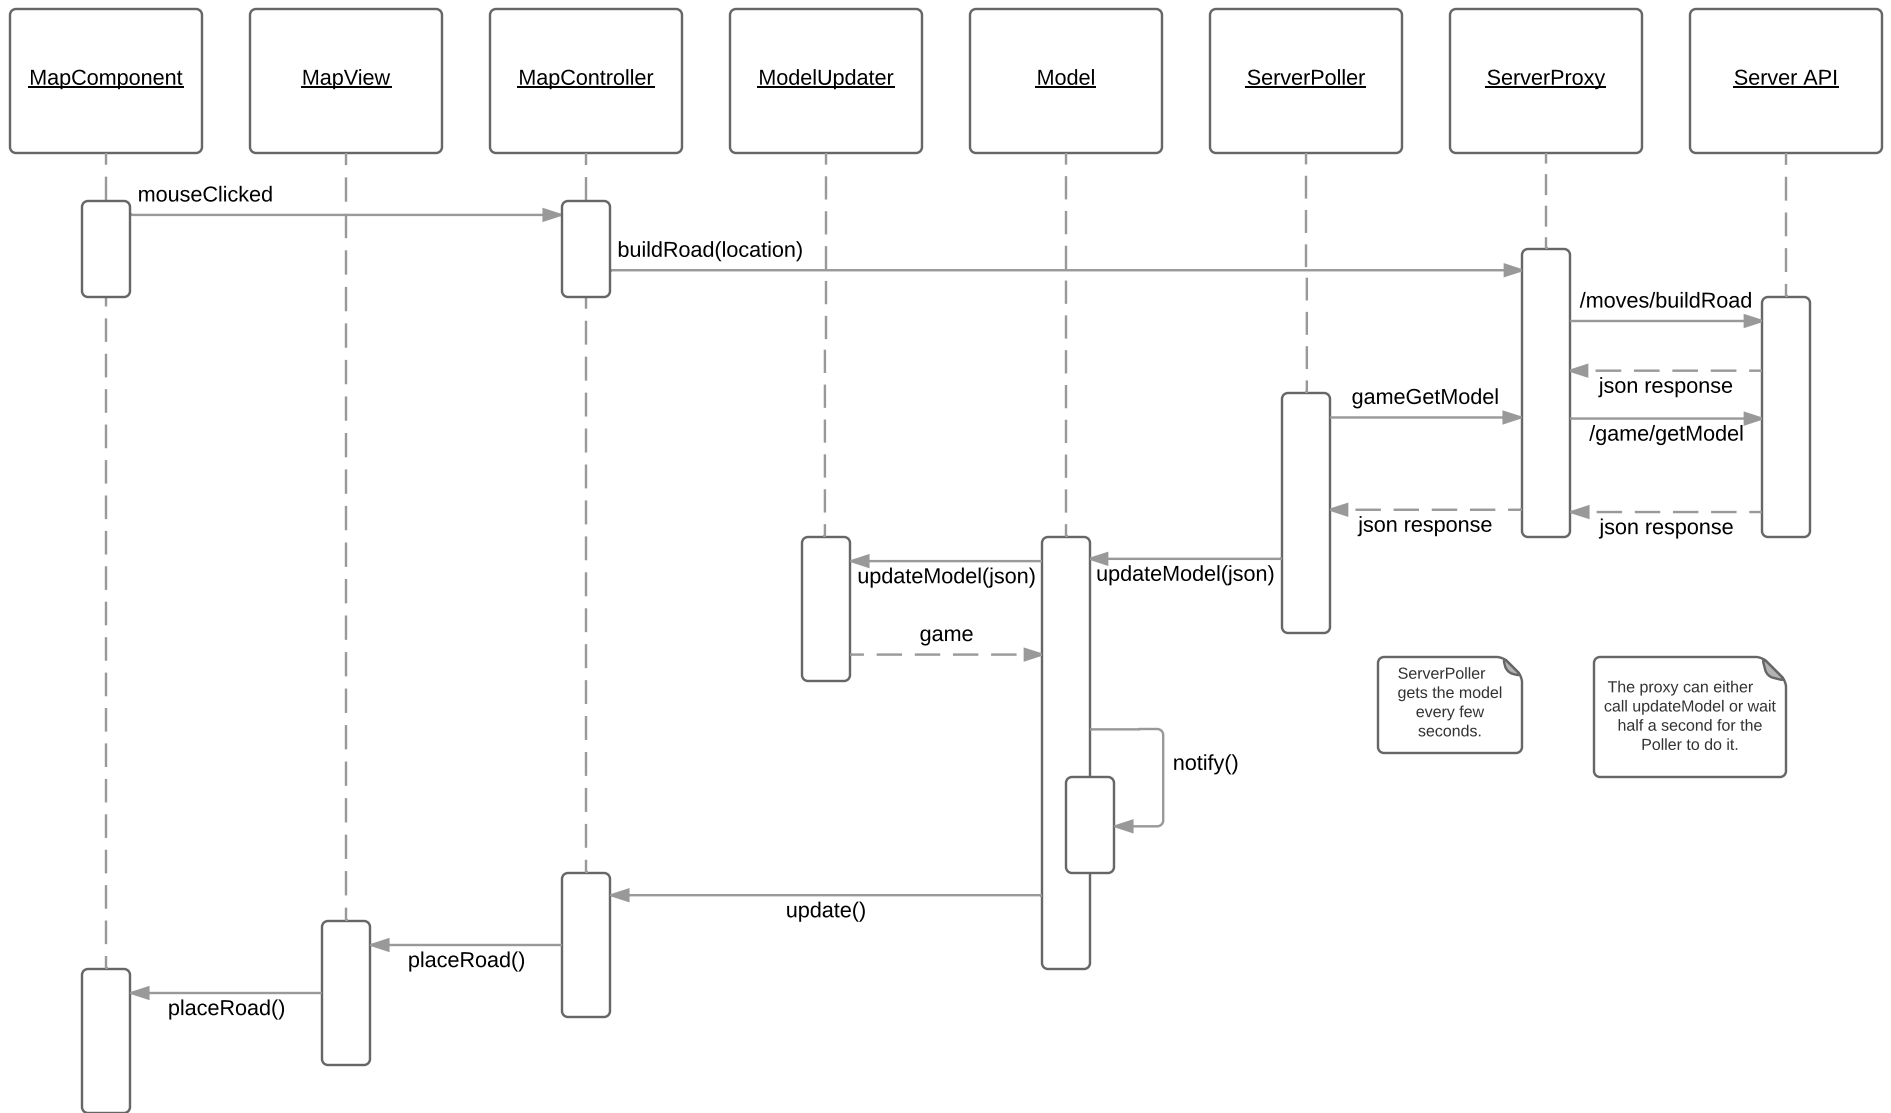 MapComponent
MapView
MapController
ModelUpdater
Model
ServerPoller
ServerProxy
Server API
mouseClicked
buildRoad(location)
/moves/buildRoad
json response
gameGetModel
/game/getModel
json response
json response
updateModel(json)
updateModel(json)
game
ServerPoller
gets the model
every few
seconds.
The proxy can either
call updateModel or wait
half a second for the
Poller to do it.
notify()
update()
placeRoad()
placeRoad()